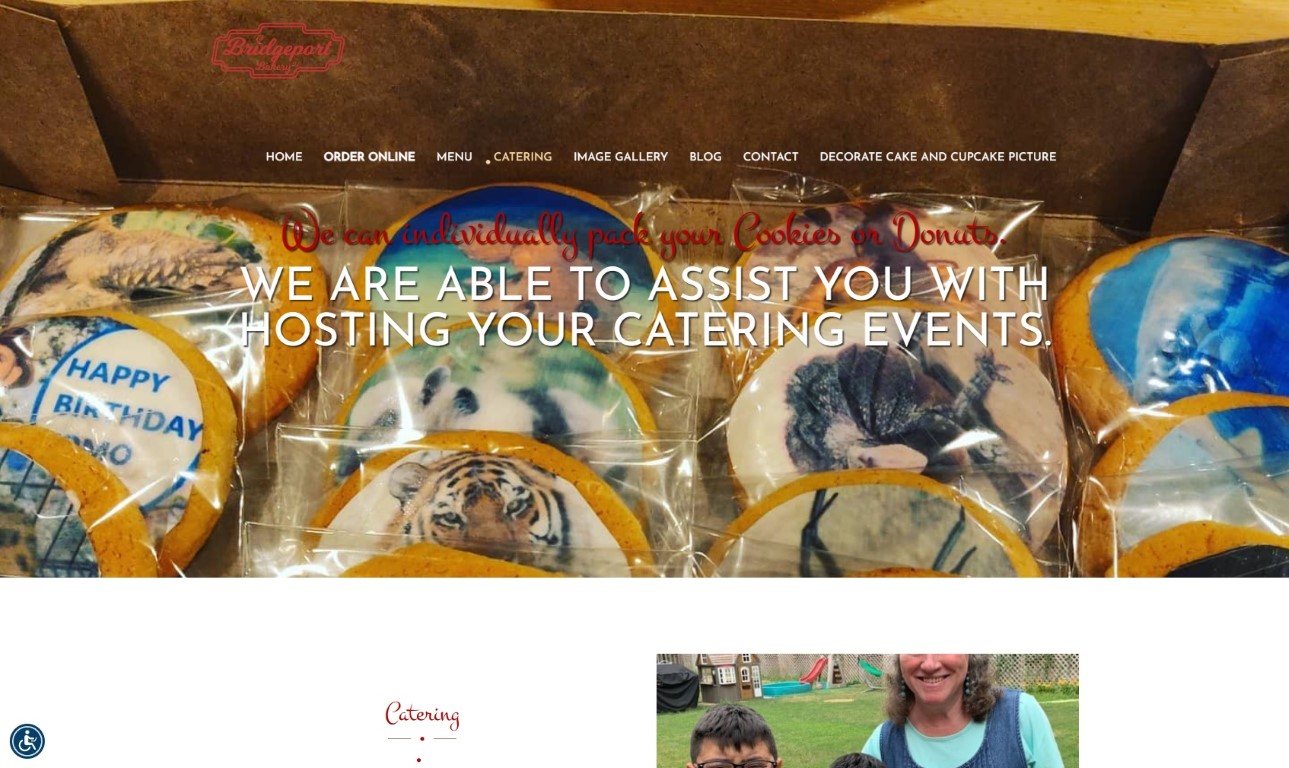 Bridgeport
Bakery
HOME ORDER ONLINE MENU CATERING IMAGE GALLERY BLOG CONTACT DECORATE CAKE AND CUPCAKE PICTURE
We can individually pack your Cookies or Donuts.
WE ARE ABLE TO ASSIST YOU WITH
HOSTING YOUR CATERING EVENTS.
HAPPY
BIRTHDAY
Catering